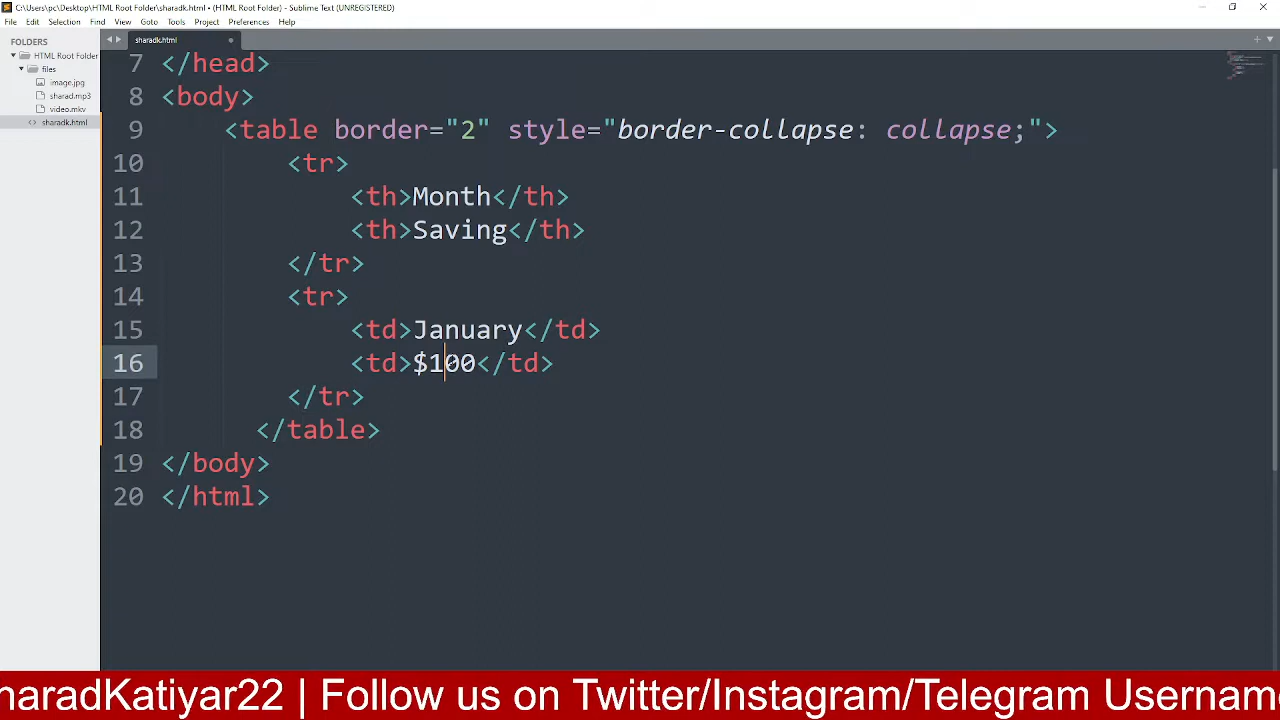 C:\Users\pc\Desktop\HTML Root Folder\sharadk.html • (HTML Root Folder) - Sublime Text (UNREGISTERED)
File Edit Selection Find View Goto Tools Project Preferences Help
FOLDERS
HTML Root Folder
files
image.jpg
sharad.mp3
video.mkv
sharadk.html
sharadk.html
7 </head>
8 <body>
9 <table border="2" style="border-collapse: collapse;">
10 <tr>
11 <th>Month</th>
12 <th>Saving</th>
13 </tr>
14 <tr>
15 <td>January</td>
16 <td>$100</td>
17 </tr>
18 </table>
19 </body>
20 </html>
haradKatiyar22 | Follow us on Twitter/Instagram/Telegram Usernam